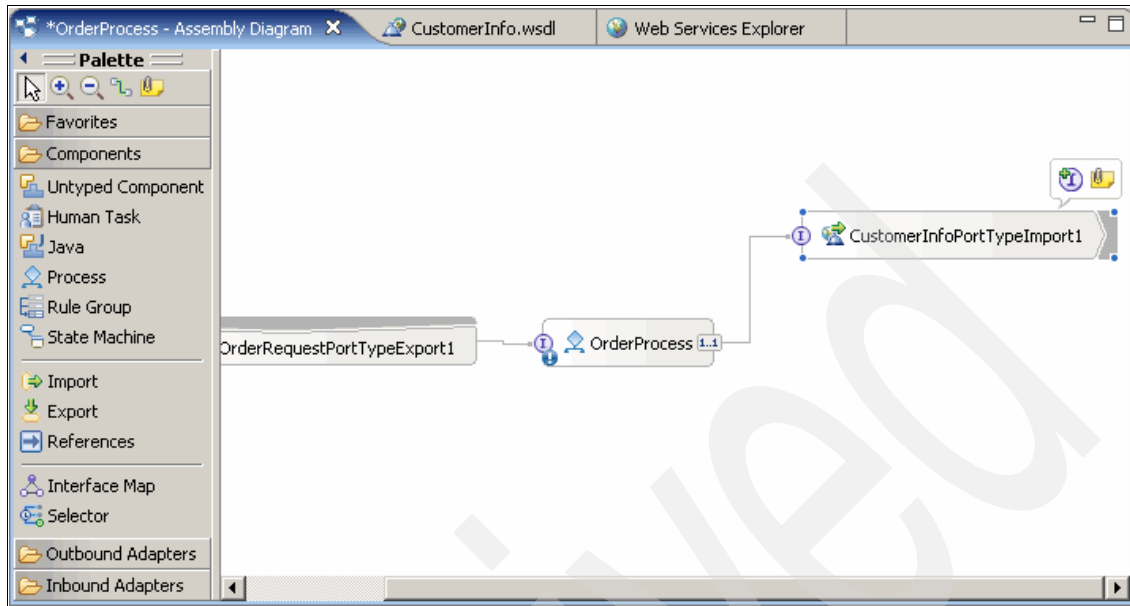 *OrderProcess - Assembly Diagram
CustomerInfo.wsdl
Web Services Explorer
Palette
Favorites
Components
Untyped Component
Human Task
Java
Process
Rule Group
State Machine
Import
Export
References
Interface Map
Selector
Outbound Adapters
Inbound Adapters
OrderRequestPortTypeExport1
I
OrderProcess
1..1
I
CustomerInfoPortTypeImport1
I
ived